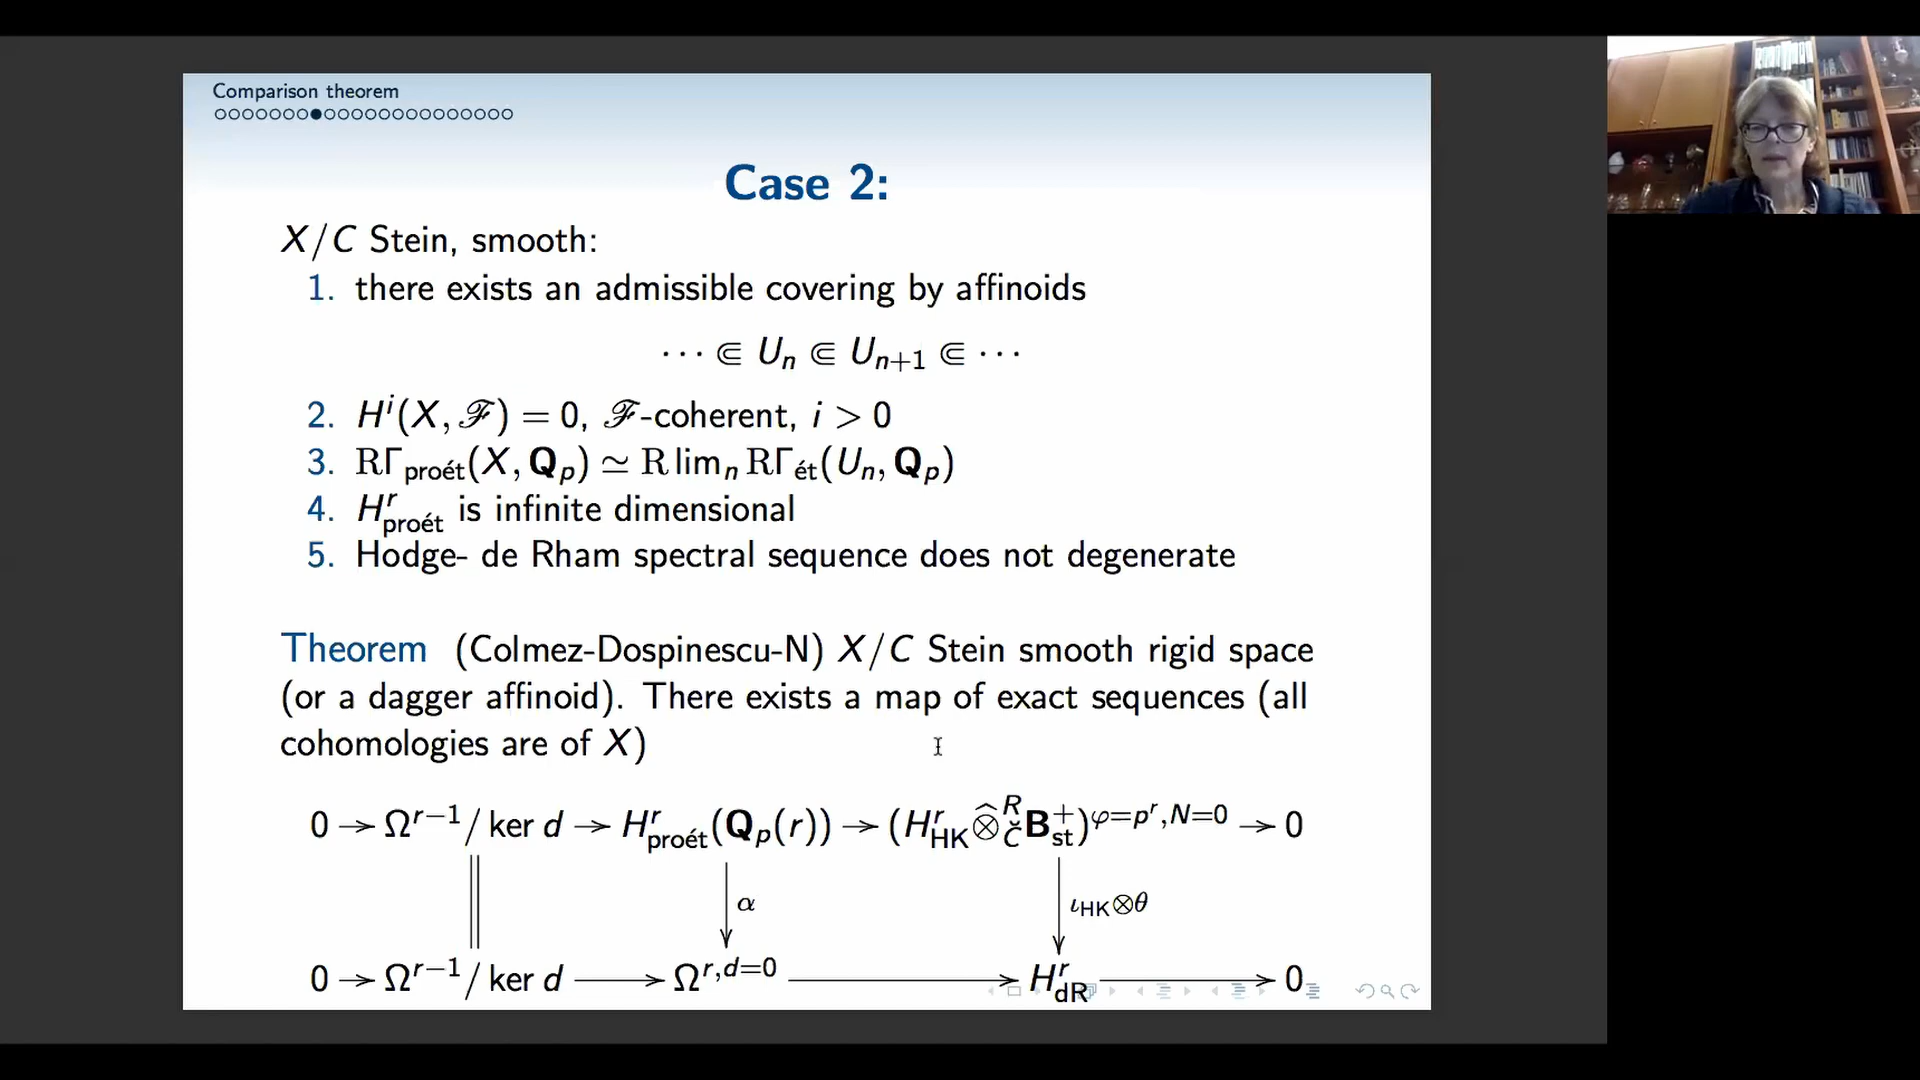 Comparison theorem
Case 2:
X/C Stein, smooth:
1. there exists an admissible covering by affinoids
⋯ ⋐ Uₙ ⋐ Uₙ₊₁ ⋐ ⋯
2. Hⁱ(X, ℱ) = 0, ℱ-coherent, i > 0
3. RΓ_proét(X, Q_p) ≃ R lim_n RΓ_ét(U_n, Q_p)
4. H^r_proét is infinite dimensional
5. Hodge- de Rham spectral sequence does not degenerate
Theorem (Colmez-Dospinescu-N) X/C Stein smooth rigid space
(or a dagger affinoid). There exists a map of exact sequences (all
cohomologies are of X)
0 → Ω^{r−1}/ ker d → H^r_proét(Q_p(r)) → (H^r_HK ⊗̂^R_C̆ B^+_st)^{φ=p^r,N=0} → 0
α
ι_HK⊗θ
0 → Ω^{r−1}/ ker d → Ω^{r,d=0} → H^r_dR → 0